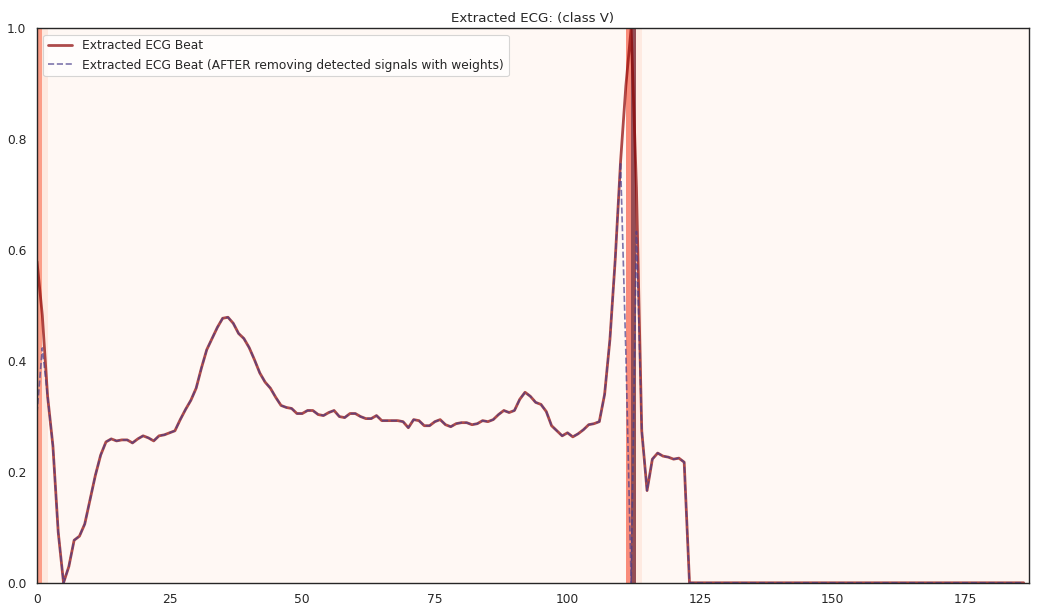 Extracted ECG: (class V)
Extracted ECG Beat
Extracted ECG Beat (AFTER removing detected signals with weights)
1.0
0.8
0.6
0.4
0.2
0.0
0 25 50 75 100 125 150 175